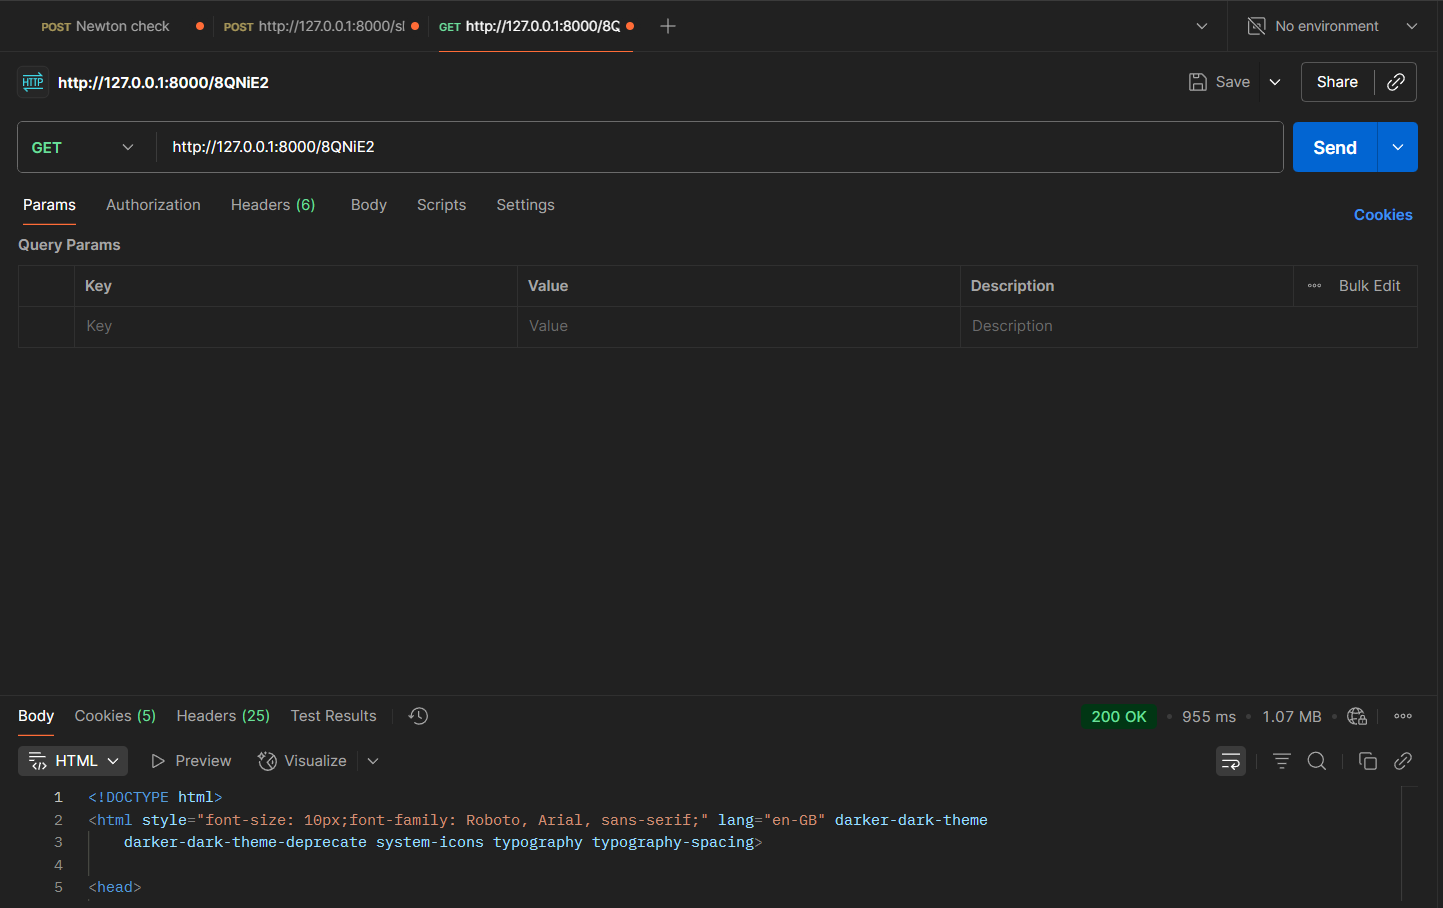 POST Newton check
POST http://127.0.0.1:8000/sl
GET http://127.0.0.1:8000/8Q
No environment
HTTP http://127.0.0.1:8000/8QNiE2
Save
Share
GET http://127.0.0.1:8000/8QNiE2
Send
Params Authorization Headers (6) Body Scripts Settings
Cookies
Query Params
Key Value Description Bulk Edit
Key Value Description
Body Cookies (5) Headers (25) Test Results
200 OK • 955 ms • 1.07 MB •
HTML Preview Visualize
1 <!DOCTYPE html>
2 <html style="font-size: 10px;font-family: Roboto, Arial, sans-serif;" lang="en-GB" darker-dark-theme
3 darker-dark-theme-deprecate system-icons typography typography-spacing>
4
5 <head>